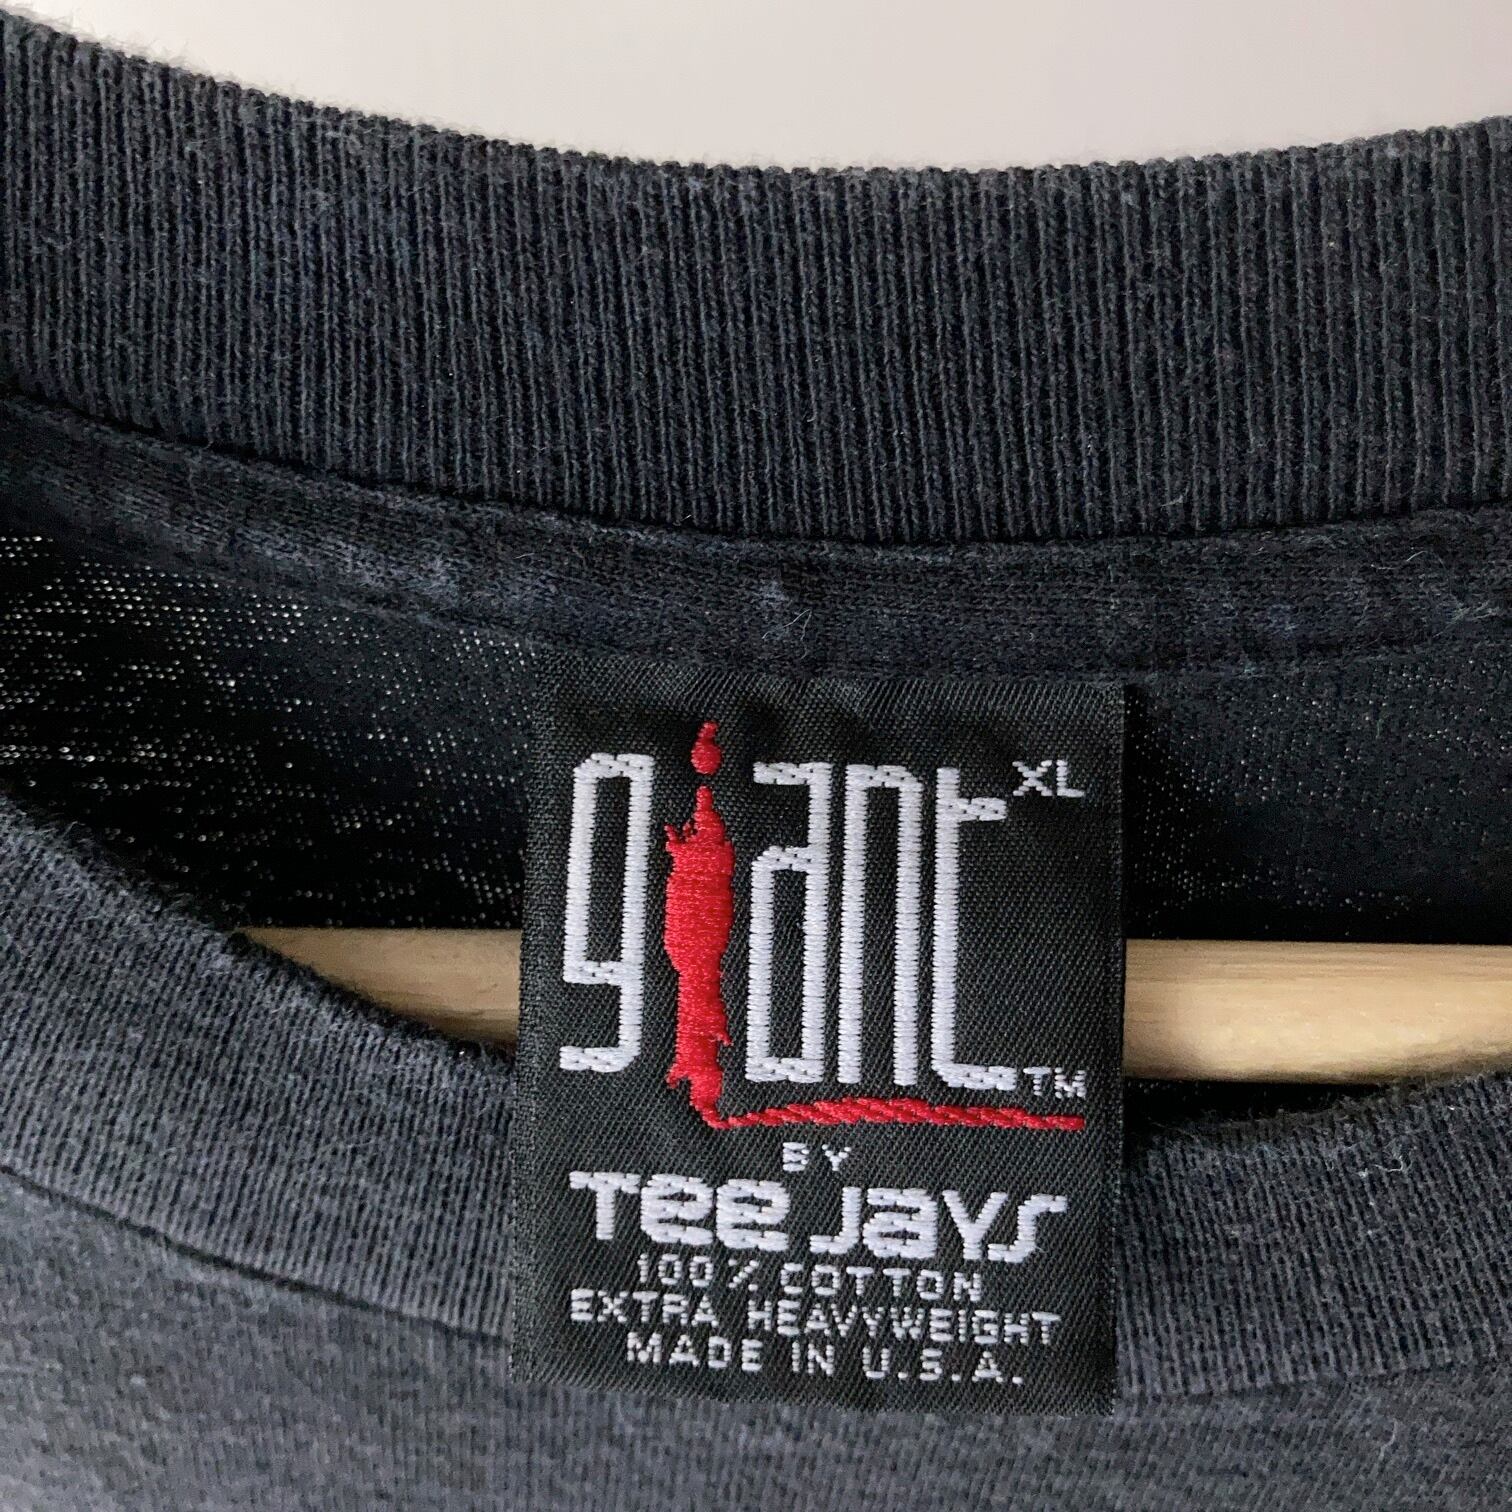 giant XL
TM
BY
Tee Jays
100% COTTON
EXTRA HEAVYWEIGHT
MADE IN U.S.A.